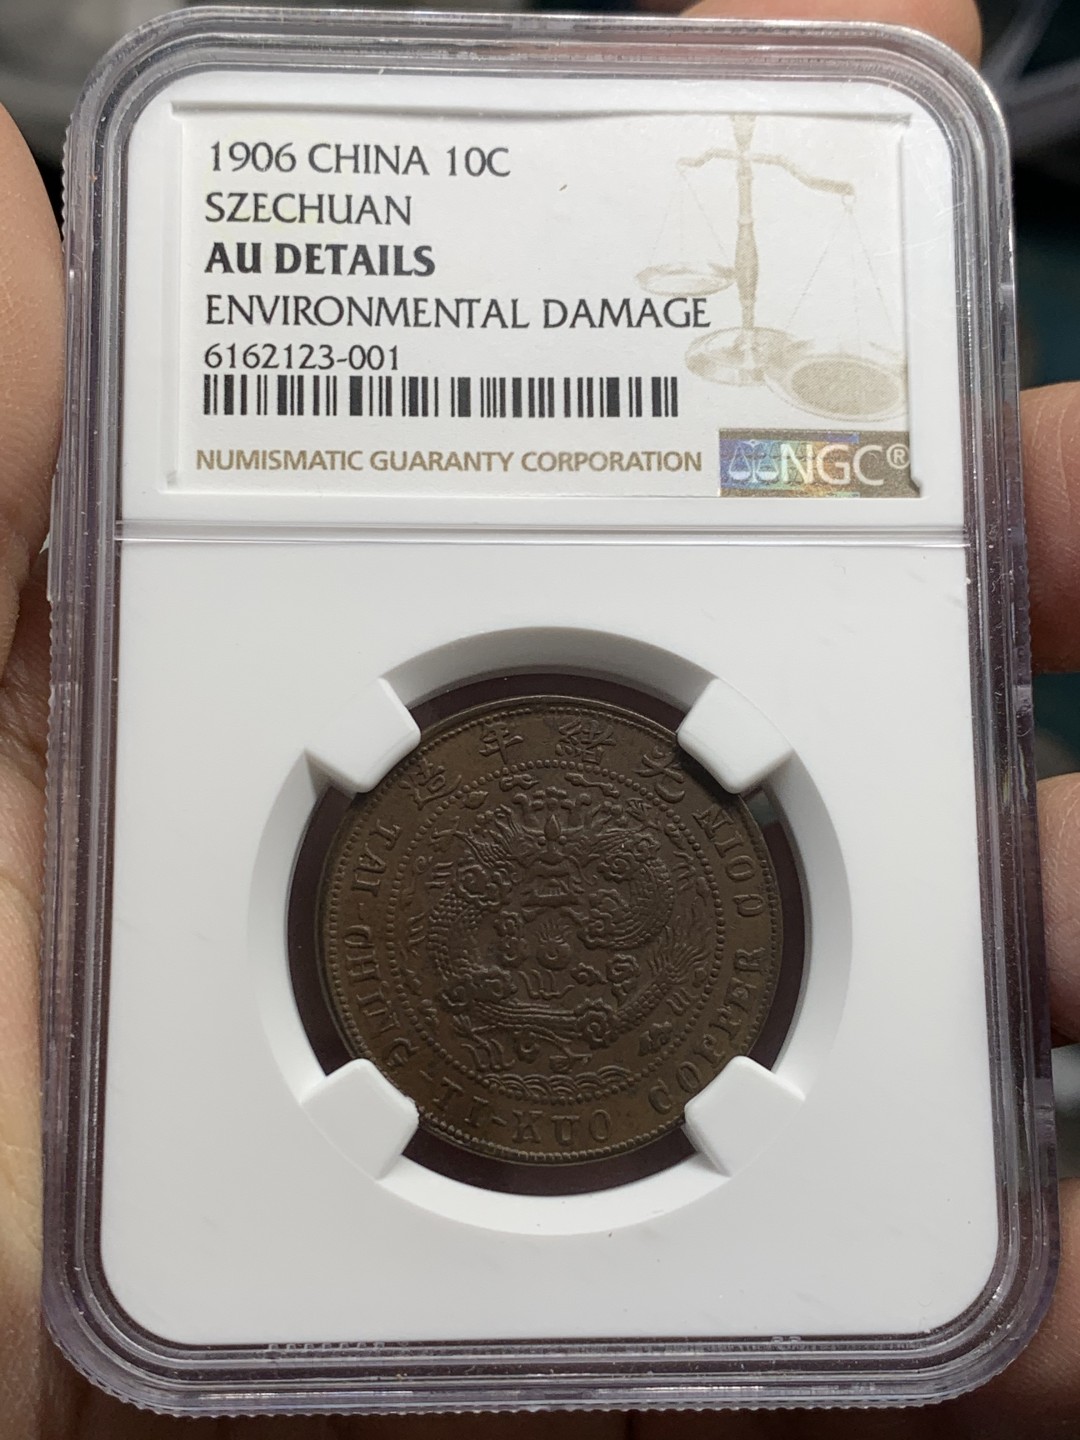 1906 CHINA 10C
SZECHUAN
AU DETAILS
ENVIRONMENTAL DAMAGE
6162123-001
NUMISMATIC GUARANTY CORPORATION
NGC®
造年緒光
TAI-CHING-TI-KUO COPPER COIN